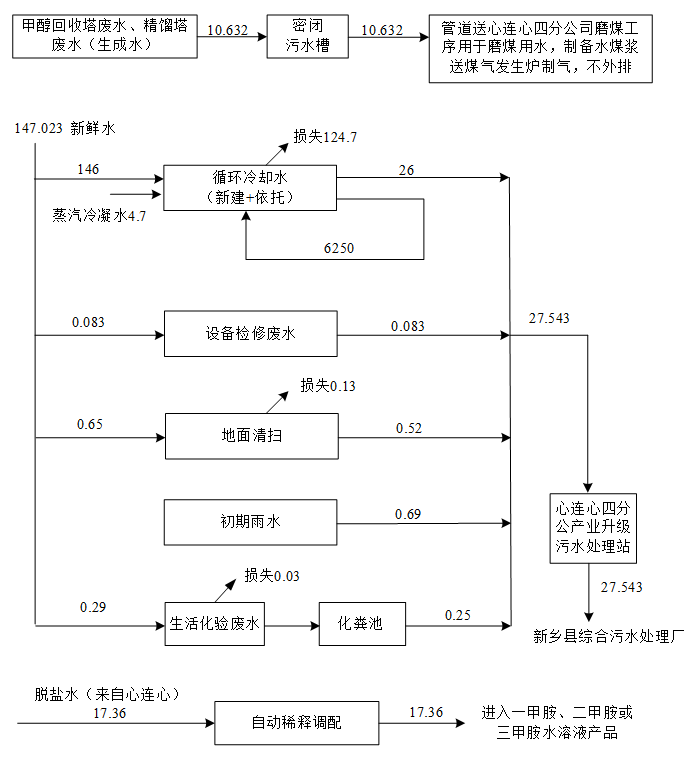 甲醇回收塔废水、精馏塔
废水（生成水）
10.632
密闭
污水槽
10.632
管道送心连心四分公司磨煤工
序用于磨煤用水，制备水煤浆
送煤气发生炉制气，不外排
147.023 新鲜水
损失124.7
146
循环冷却水
（新建+依托）
26
蒸汽冷凝水4.7
6250
0.083
设备检修废水
0.083
27.543
损失0.13
0.65
地面清扫
0.52
初期雨水
0.69
心连心四分
公产业升级
污水处理站
损失0.03
27.543
0.29
生活化验废水
化粪池
0.25
新乡县综合污水处理厂
脱盐水（来自心连心）
17.36
自动稀释调配
17.36
进入一甲胺、二甲胺或
三甲胺水溶液产品